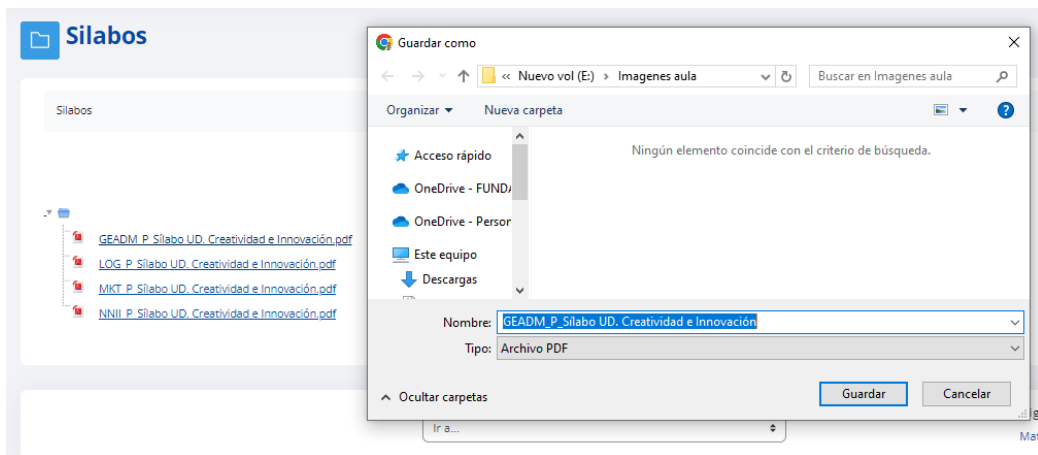 Silabos
Silabos
GEADM_P_Sílabo UD. Creatividad e Innovación.pdf
LOG_P_Sílabo UD. Creatividad e Innovación.pdf
MKT_P_Sílabo UD. Creatividad e Innovación.pdf
NNII_P_Sílabo UD. Creatividad e Innovación.pdf
Guardar como
« Nuevo vol (E:) › Imagenes aula
Buscar en Imagenes aula
Organizar
Nueva carpeta
Acceso rápido
OneDrive - FUNDA
OneDrive - Person
Este equipo
Descargas
Ningún elemento coincide con el criterio de búsqueda.
Nombre: GEADM_P_Sílabo UD. Creatividad e Innovación
Tipo: Archivo PDF
Ocultar carpetas
Guardar
Cancelar
Ir a...